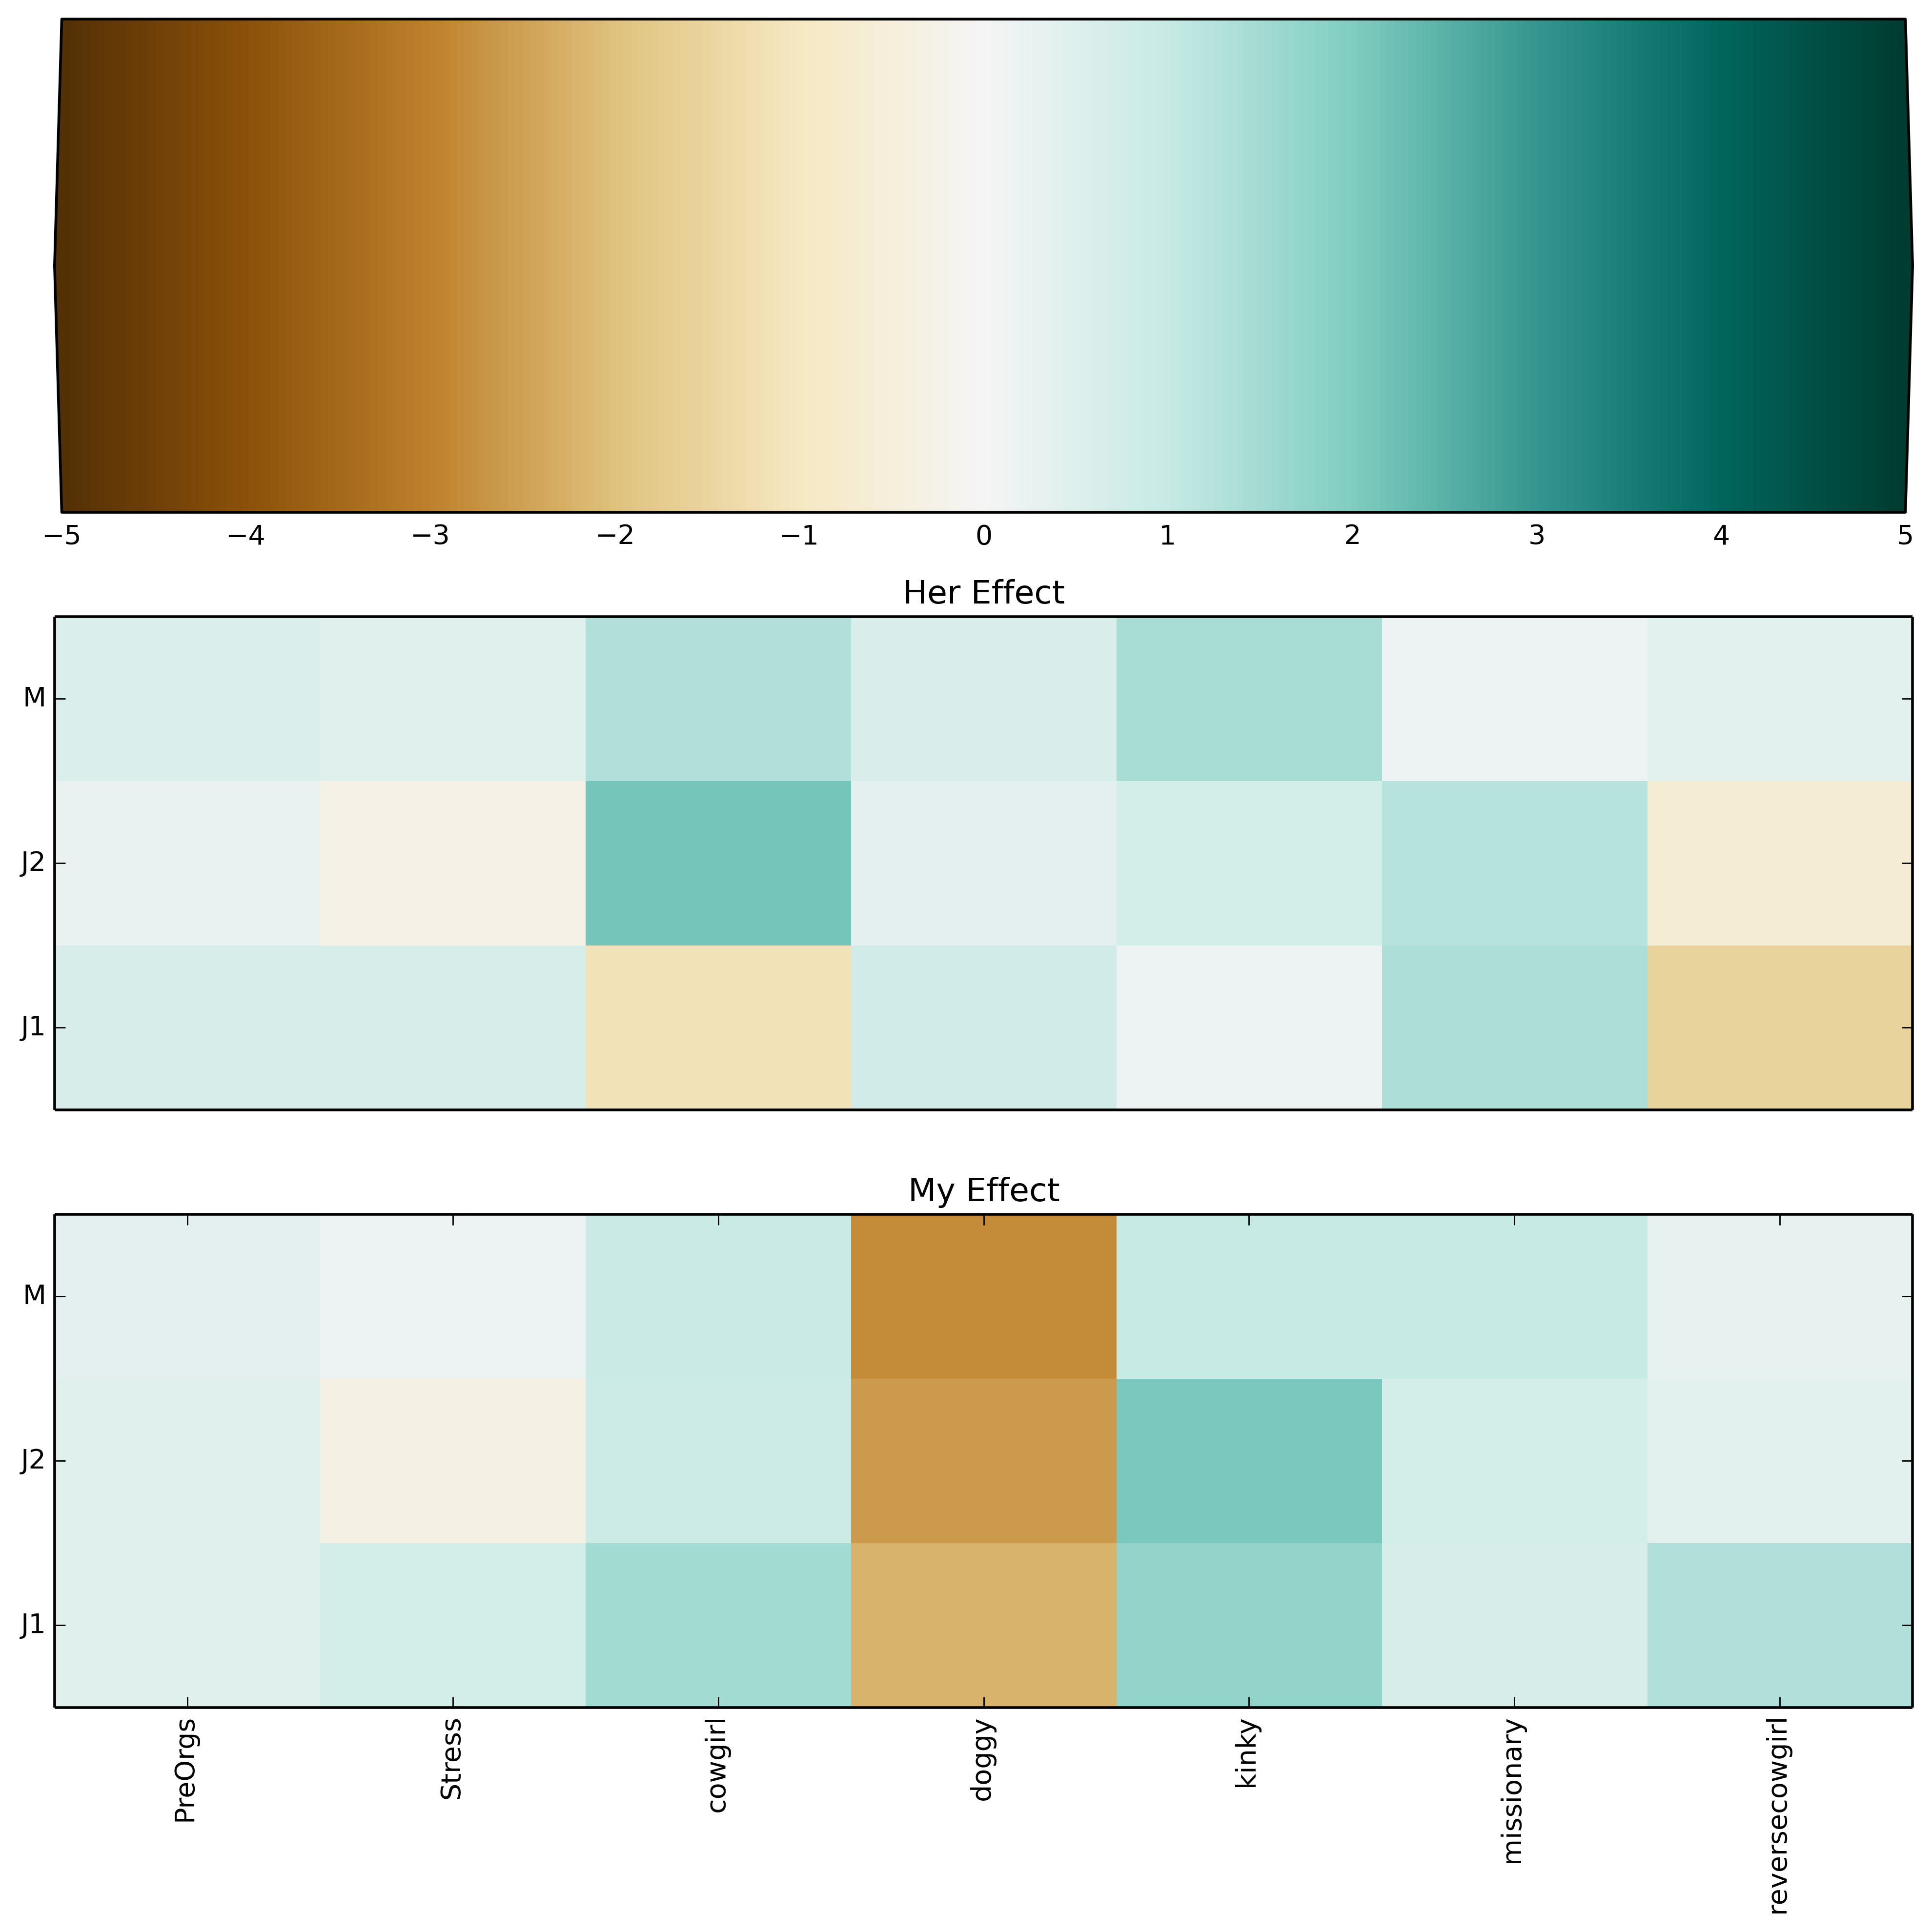 −5 −4 −3 −2 −1 0 1 2 3 4 5
Her Effect
M
J2
J1
My Effect
M
J2
J1
PreOrgs
Stress
cowgirl
doggy
kinky
missionary
reversecowgirl